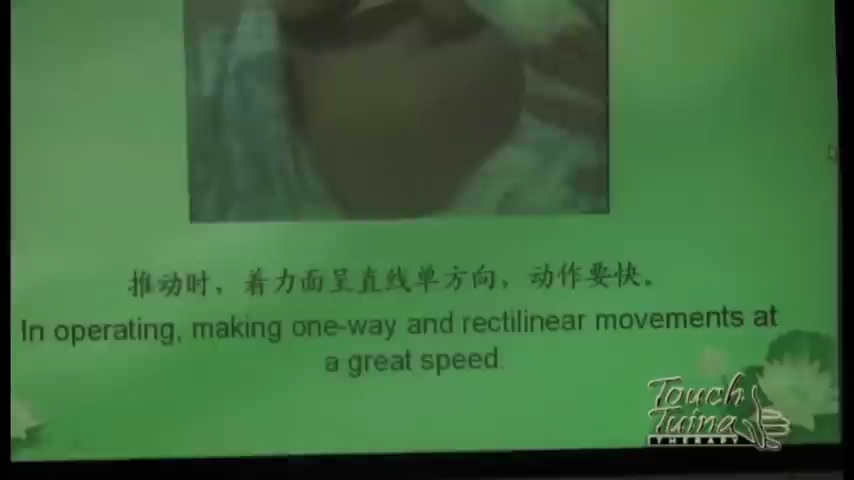 推动时，着力面呈直线单方向，动作要快。
In operating, making one-way and rectilinear movements at
a great speed.
Touch
Tuina
THERAPY